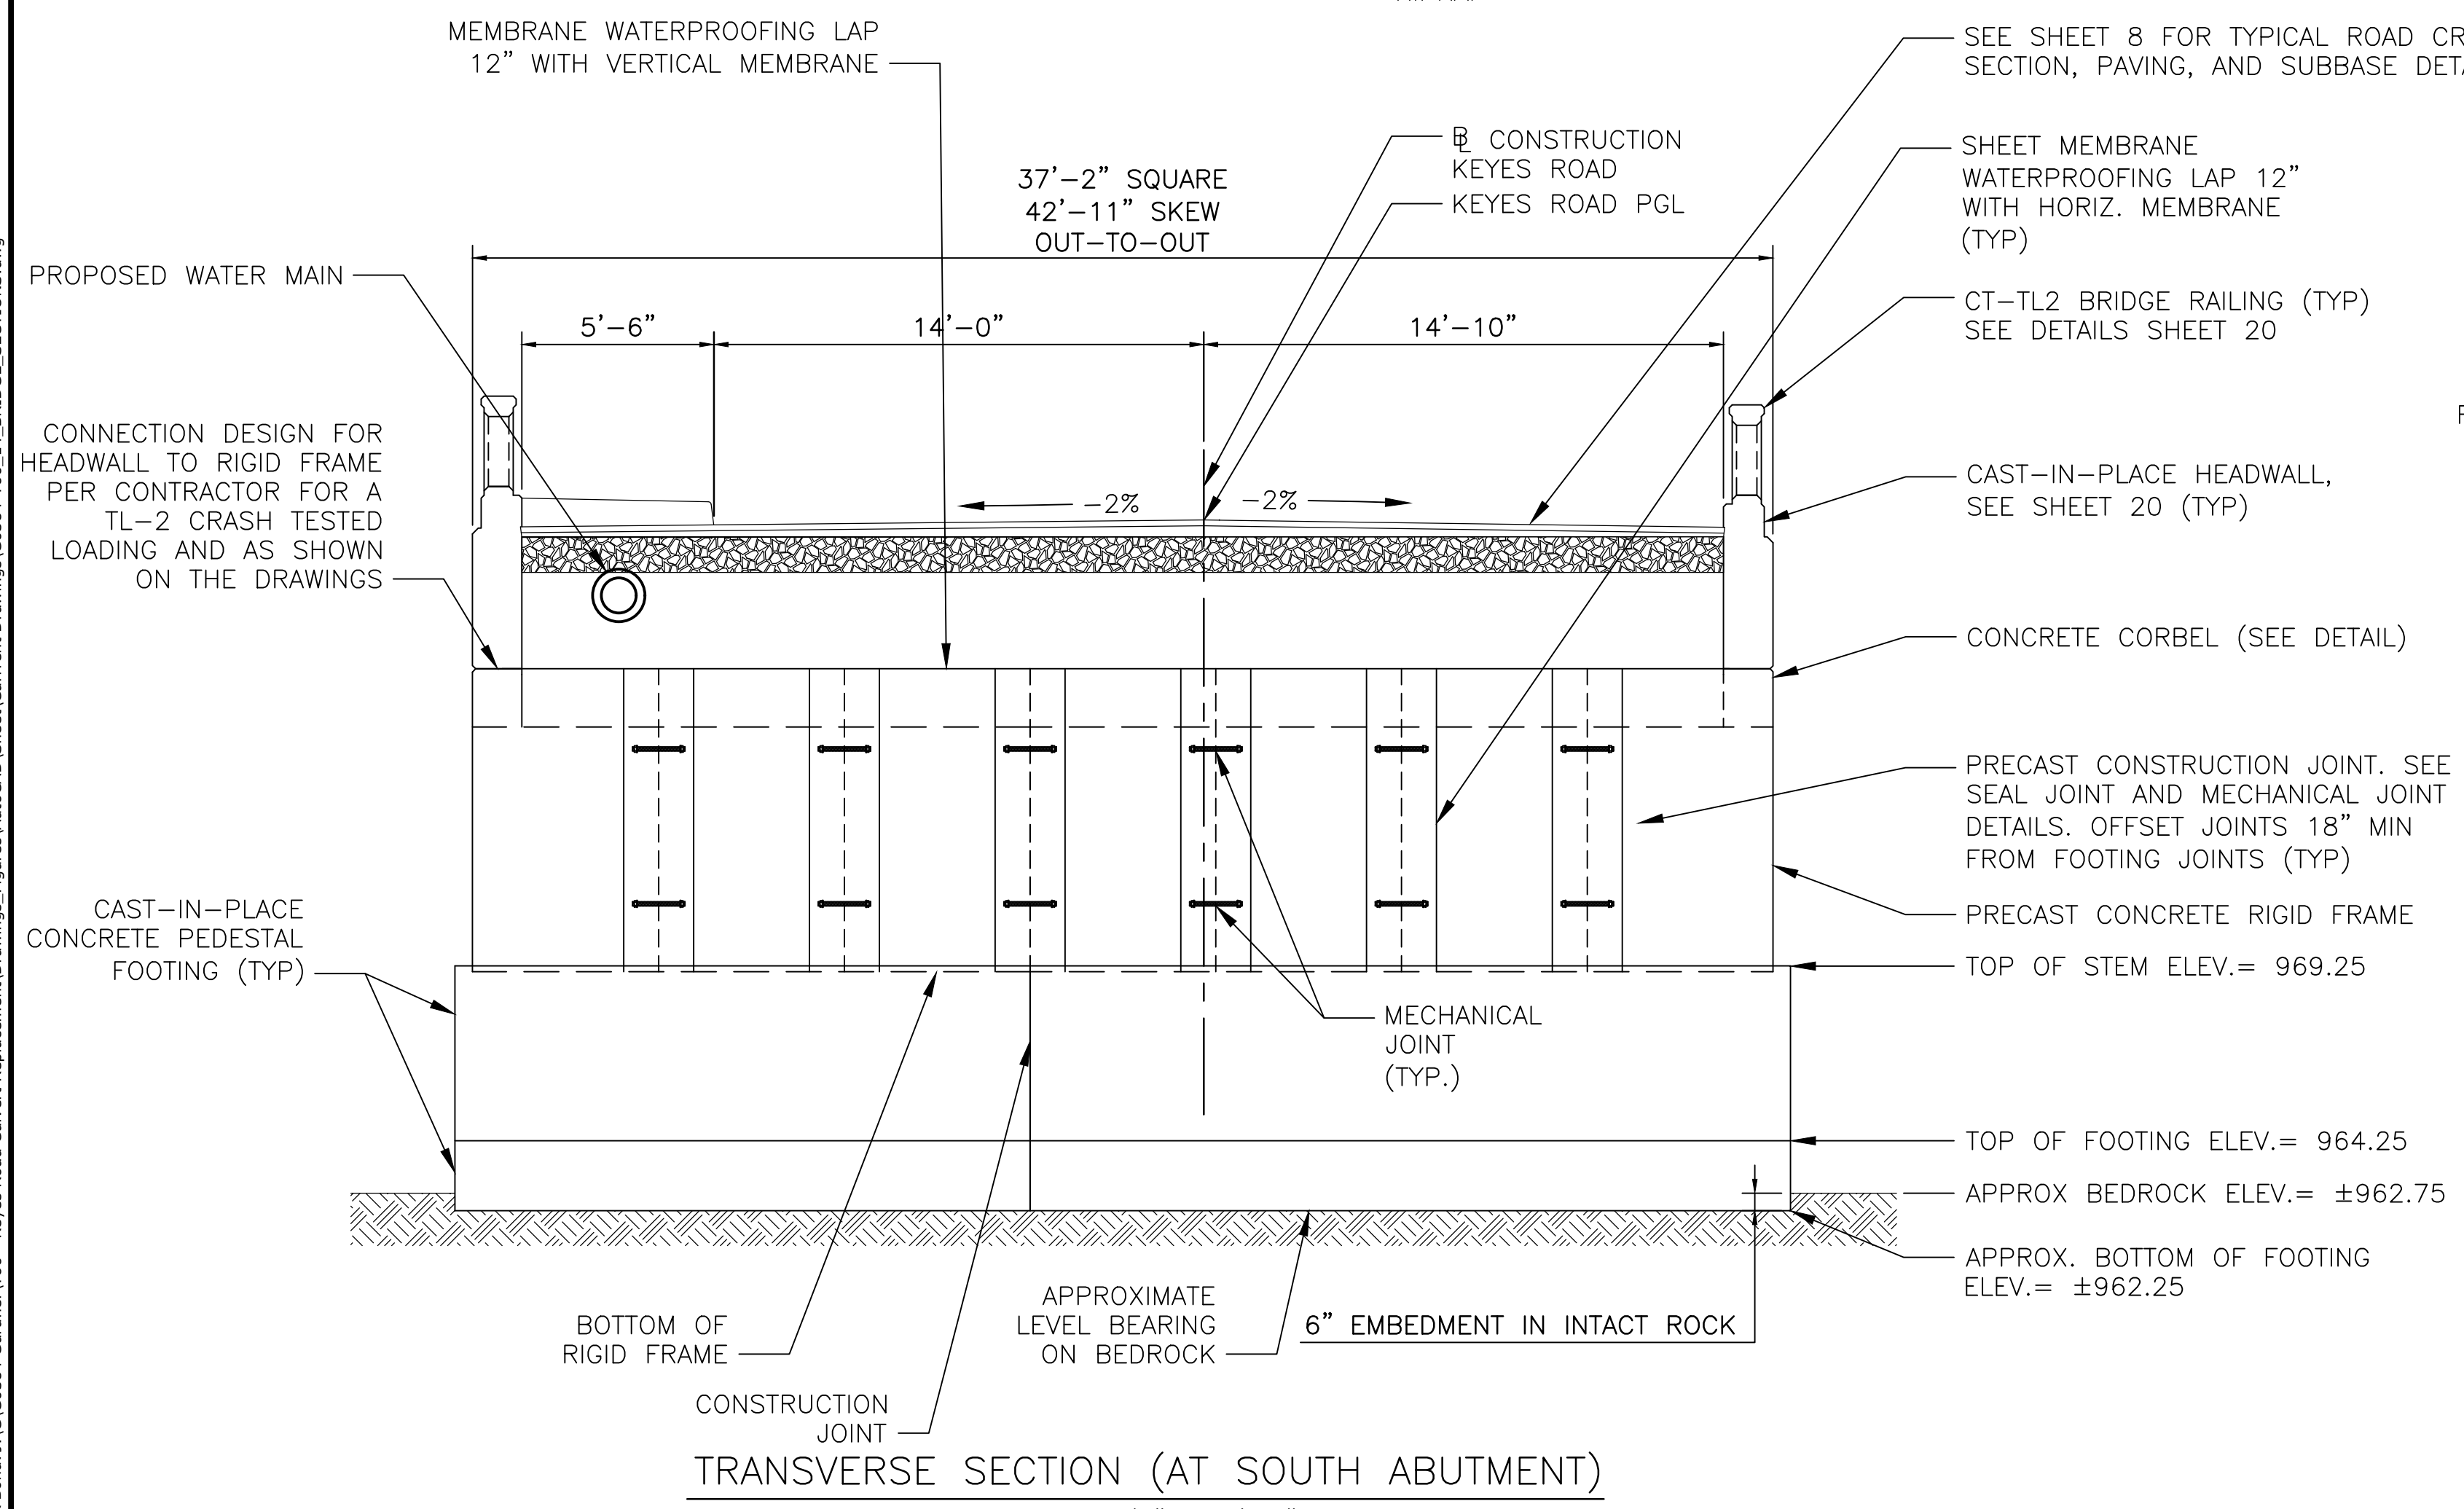 MEMBRANE WATERPROOFING LAP
12” WITH VERTICAL MEMBRANE
SEE SHEET 8 FOR TYPICAL ROAD
SECTION, PAVING, AND SUBBASE
37’-2” SQUARE
42’-11” SKEW
OUT-TO-OUT
BL CONSTRUCTION
KEYES ROAD
KEYES ROAD PGL
SHEET MEMBRANE
WATERPROOFING LAP 12”
WITH HORIZ. MEMBRANE
(TYP)
PROPOSED WATER MAIN
5’-6”
14’-0”
14’-10”
CT-TL2 BRIDGE RAILING (TYP)
SEE DETAILS SHEET 20
CONNECTION DESIGN FOR
HEADWALL TO RIGID FRAME
PER CONTRACTOR FOR A
TL-2 CRASH TESTED
LOADING AND AS SHOWN
ON THE DRAWINGS
-2%
-2%
CAST-IN-PLACE HEADWALL,
SEE SHEET 20 (TYP)
CONCRETE CORBEL (SEE DETAIL)
PRECAST CONSTRUCTION JOINT. SEE
SEAL JOINT AND MECHANICAL JOINT
DETAILS. OFFSET JOINTS 18” MIN
FROM FOOTING JOINTS (TYP)
CAST-IN-PLACE
CONCRETE PEDESTAL
FOOTING (TYP)
PRECAST CONCRETE RIGID FRAME
TOP OF STEM ELEV.= 969.25
MECHANICAL
JOINT
(TYP.)
TOP OF FOOTING ELEV.= 964.25
APPROX BEDROCK ELEV.= ±962.75
APPROX. BOTTOM OF FOOTING
ELEV.= ±962.25
BOTTOM OF
RIGID FRAME
APPROXIMATE
LEVEL BEARING
ON BEDROCK
6” EMBEDMENT IN INTACT ROCK
CONSTRUCTION
JOINT
TRANSVERSE SECTION (AT SOUTH ABUTMENT)